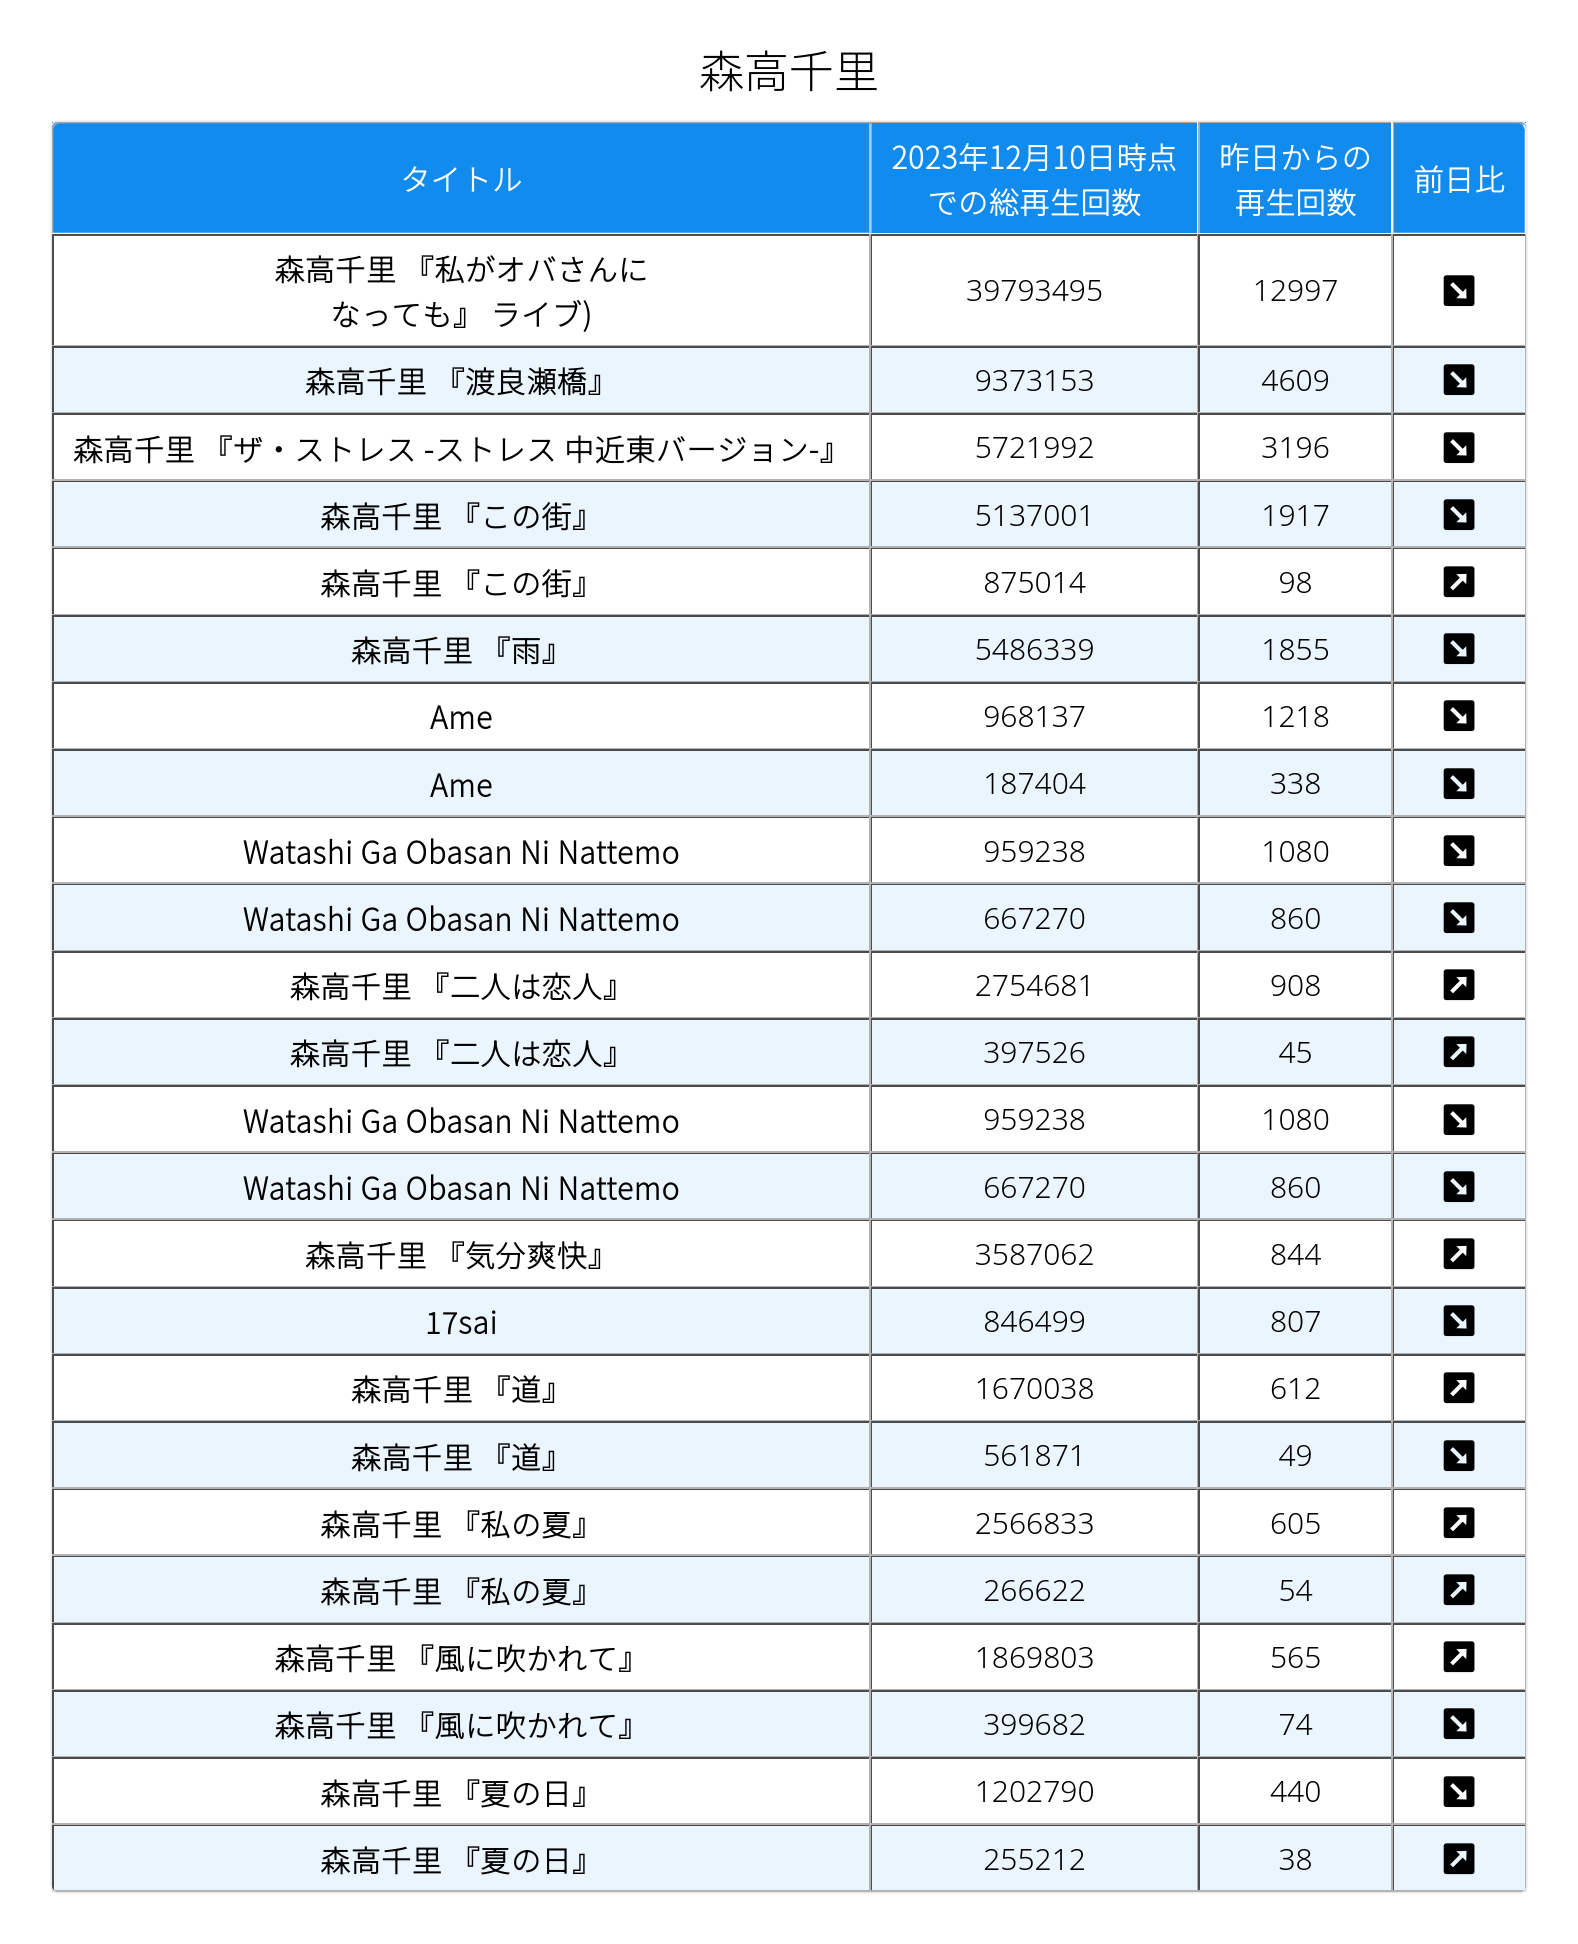 森高千里
タイトル
2023年12月10日時点
での総再生回数
昨日からの
再生回数
前日比
森高千里 『私がオバさんに
なっても』 ライブ)
39793495 12997 ↘
森高千里 『渡良瀬橋』 9373153 4609 ↘
森高千里 『ザ・ストレス -ストレス 中近東バージョン-』 5721992 3196 ↘
森高千里 『この街』 5137001 1917 ↘
森高千里 『この街』 875014 98 ↗
森高千里 『雨』 5486339 1855 ↘
Ame 968137 1218 ↘
Ame 187404 338 ↘
Watashi Ga Obasan Ni Nattemo 959238 1080 ↘
Watashi Ga Obasan Ni Nattemo 667270 860 ↘
森高千里 『二人は恋人』 2754681 908 ↗
森高千里 『二人は恋人』 397526 45 ↗
Watashi Ga Obasan Ni Nattemo 959238 1080 ↘
Watashi Ga Obasan Ni Nattemo 667270 860 ↘
森高千里 『気分爽快』 3587062 844 ↗
17sai 846499 807 ↘
森高千里 『道』 1670038 612 ↗
森高千里 『道』 561871 49 ↘
森高千里 『私の夏』 2566833 605 ↗
森高千里 『私の夏』 266622 54 ↗
森高千里 『風に吹かれて』 1869803 565 ↗
森高千里 『風に吹かれて』 399682 74 ↘
森高千里 『夏の日』 1202790 440 ↘
森高千里 『夏の日』 255212 38 ↗